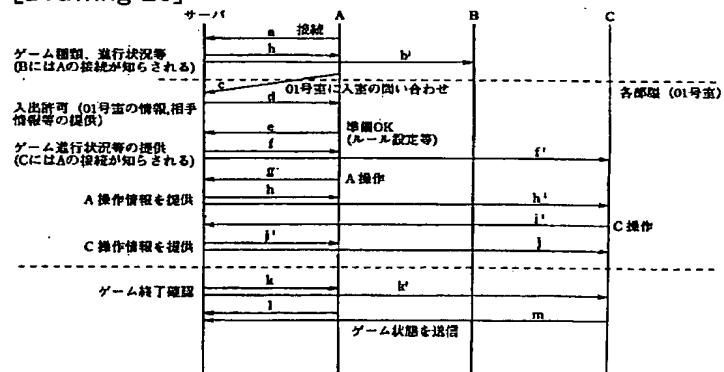 サーバ A B C
a 接続
h
ゲーム種類、進行状況等
(BにはAの接続が知らされる) b'
c 01号室に入室の問い合わせ 各部屋 (01号室)
d
入出許可 (01号室の情報,相手
情報等の提供)
e 準備OK
(ルール設定等)
ゲーム進行状況等の提供 f f'
(CにはAの接続が知らされる)
g A操作
A操作情報を提供 h h'
i' C操作
C操作情報を提供 j' j
ゲーム終了確認 k k'
l m
ゲーム状態を送信